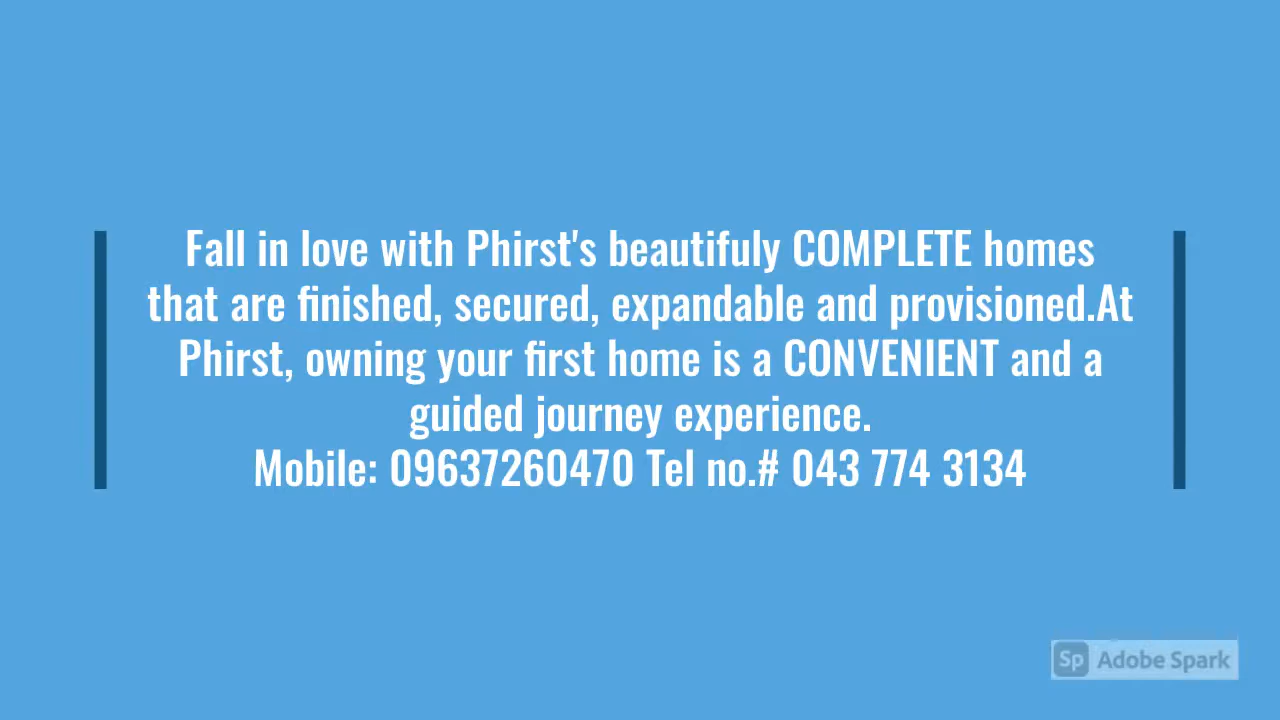 Fall in love with Phirst's beautifuly COMPLETE homes
that are finished, secured, expandable and provisioned.At
Phirst, owning your first home is a CONVENIENT and a
guided journey experience.
Mobile: 09637260470 Tel no.# 043 774 3134
Sp Adobe Spark